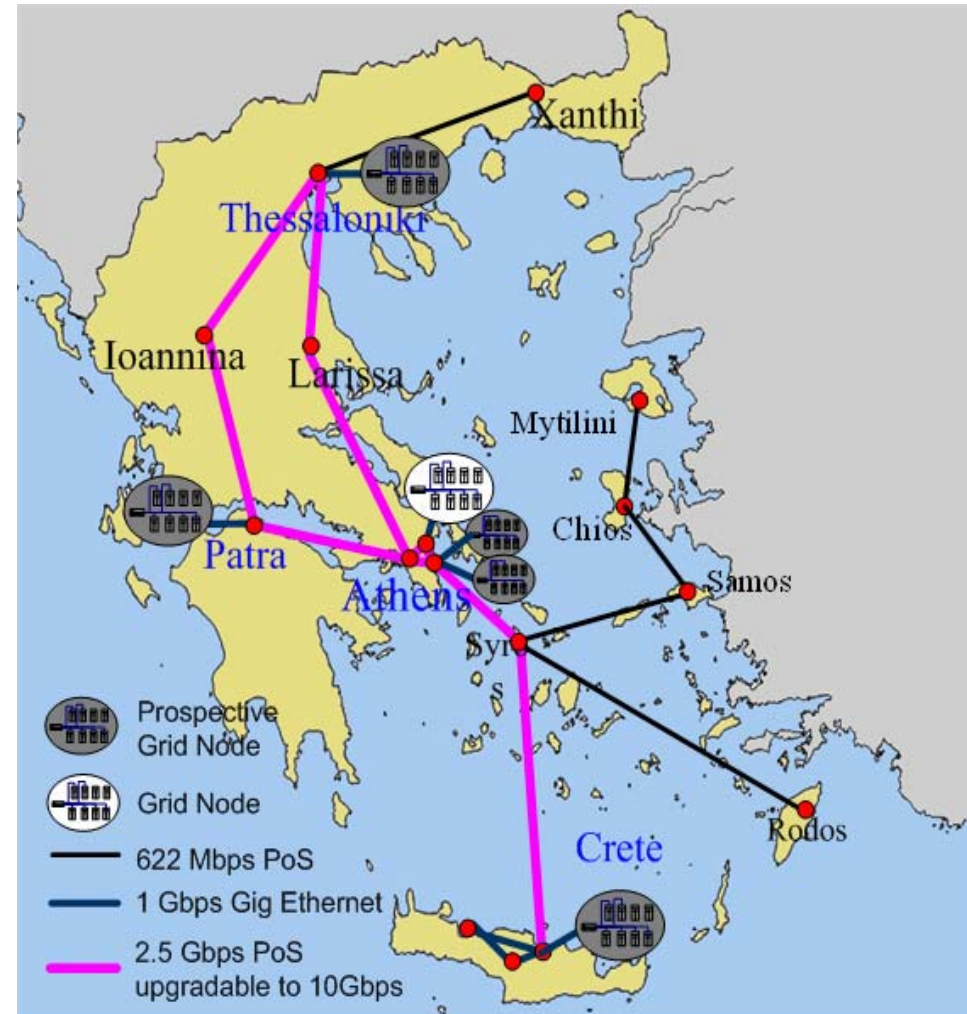 Xanthi
Thessaloniki
Ioannina
Larissa
Mytilini
Chios
Patra
Samos
Athens
Syro
s
Prospective
Grid Node
Grid Node
Rodos
Crete
622 Mbps PoS
1 Gbps Gig Ethernet
2.5 Gbps PoS
upgradable to 10Gbps